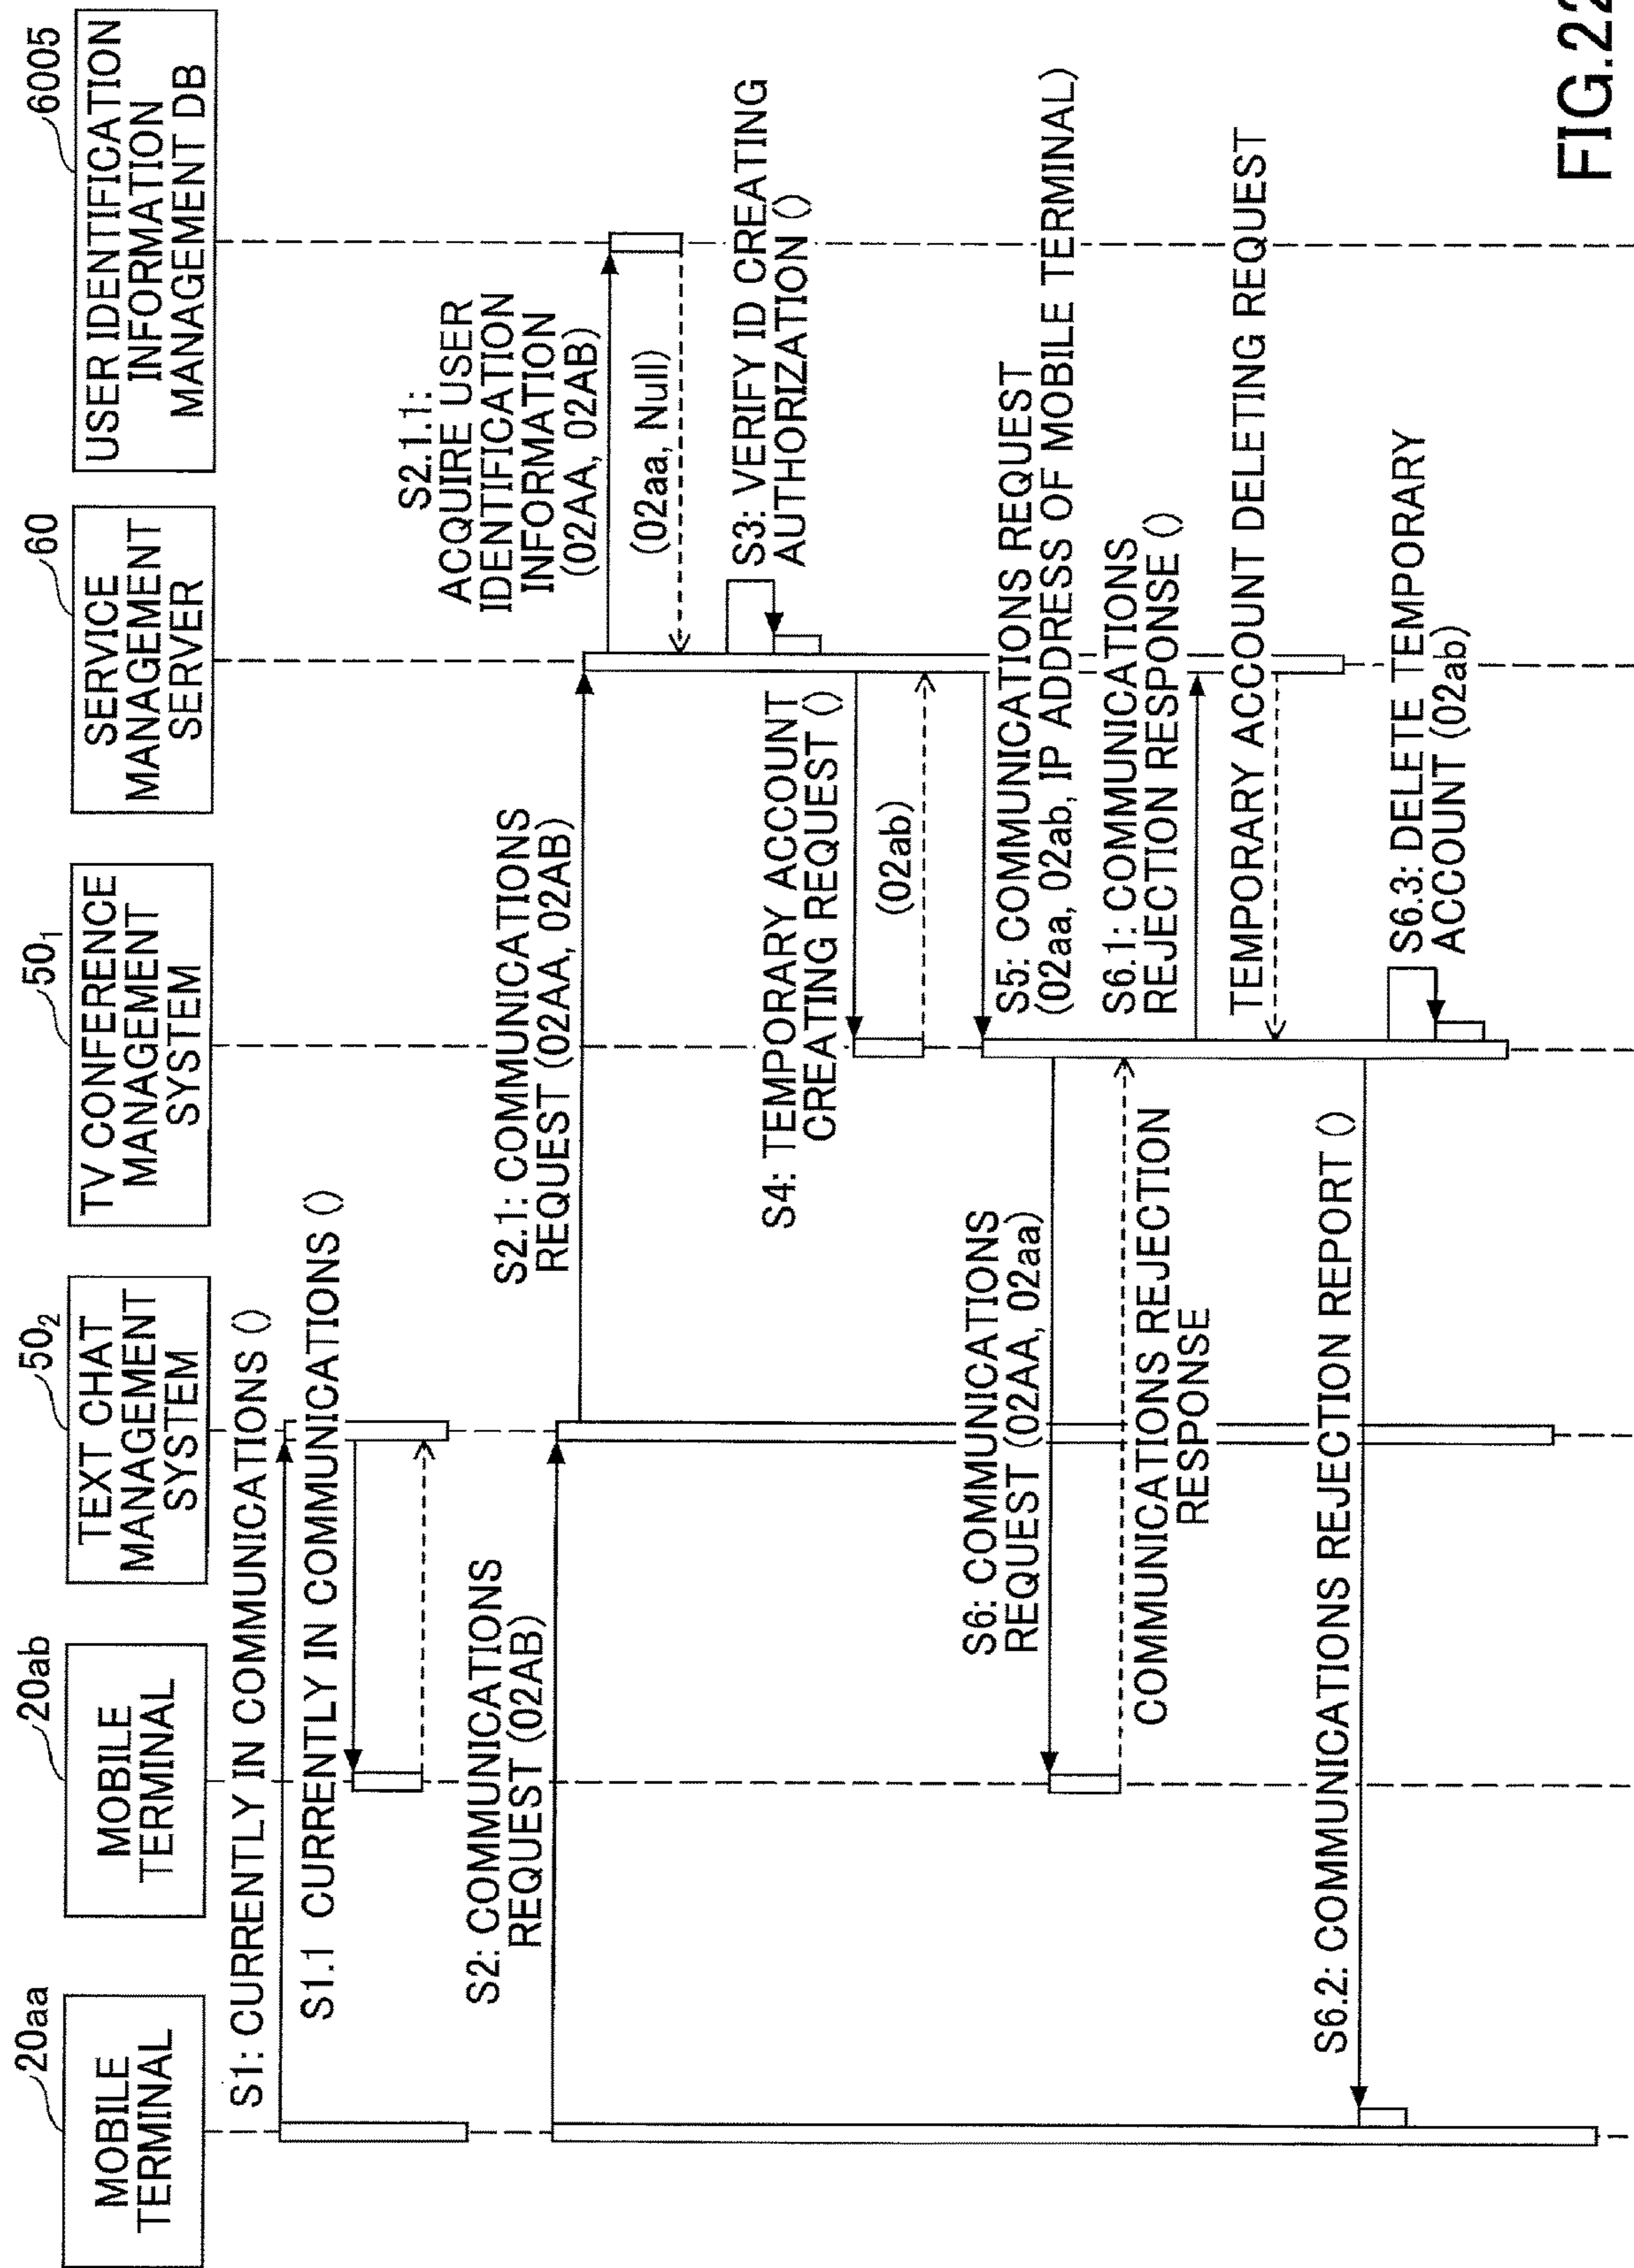 20aa
MOBILE
TERMINAL
20ab
MOBILE
TERMINAL
50₂
TEXT CHAT
MANAGEMENT
SYSTEM
50₁
TV CONFERENCE
MANAGEMENT
SYSTEM
60
SERVICE
MANAGEMENT
SERVER
6005
USER IDENTIFICATION
INFORMATION
MANAGEMENT DB
S1: CURRENTLY IN COMMUNICATIONS ()
S1.1 CURRENTLY IN COMMUNICATIONS ()
S2: COMMUNICATIONS
REQUEST (02AB)
S2.1: COMMUNICATIONS
REQUEST (02AA, 02AB)
S2.1.1:
ACQUIRE USER
IDENTIFICATION
INFORMATION
(02AA, 02AB)
(02aa, Null)
S3: VERIFY ID CREATING
AUTHORIZATION ()
S4: TEMPORARY ACCOUNT
CREATING REQUEST ()
(02ab)
S5: COMMUNICATIONS REQUEST
(02aa, 02ab, IP ADDRESS OF MOBILE TERMINAL)
S6: COMMUNICATIONS
REQUEST (02AA, 02aa)
COMMUNICATIONS REJECTION
RESPONSE
S6.1: COMMUNICATIONS
REJECTION RESPONSE ()
TEMPORARY ACCOUNT DELETING REQUEST
S6.2: COMMUNICATIONS REJECTION REPORT ()
S6.3: DELETE TEMPORARY
ACCOUNT (02ab)
FIG.22